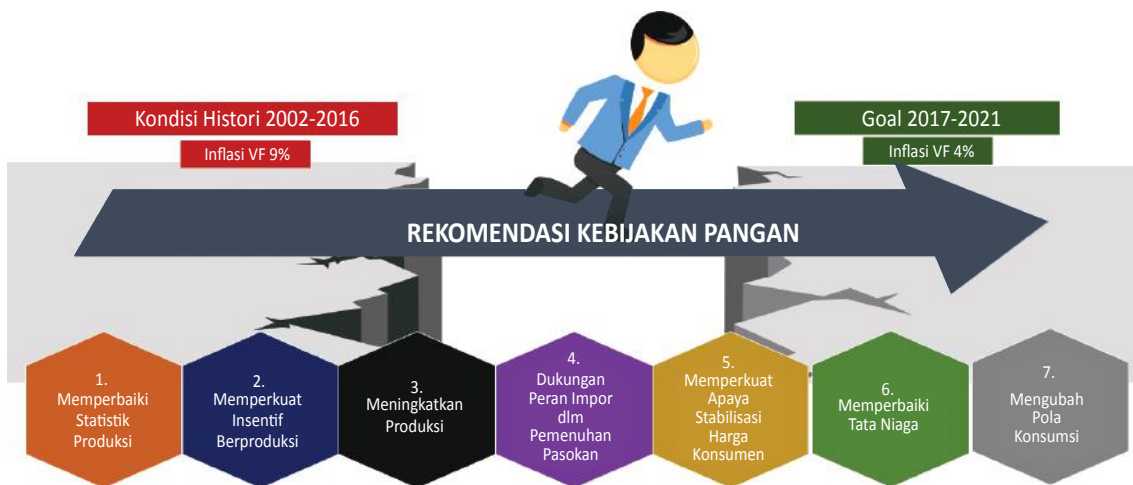 Kondisi Histori 2002-2016
Inflasi VF 9%
Goal 2017-2021
Inflasi VF 4%
REKOMENDASI KEBIJAKAN PANGAN
1.
Memperbaiki
Statistik
Produksi
2.
Memperkuat
Insentif
Berproduksi
3.
Meningkatkan
Produksi
4.
Dukungan
Peran Impor
dlm
Pemenuhan
Pasokan
5.
Memperkuat
Apaya
Stabilisasi
Harga
Konsumen
6.
Memperbaiki
Tata Niaga
7.
Mengubah
Pola
Konsumsi